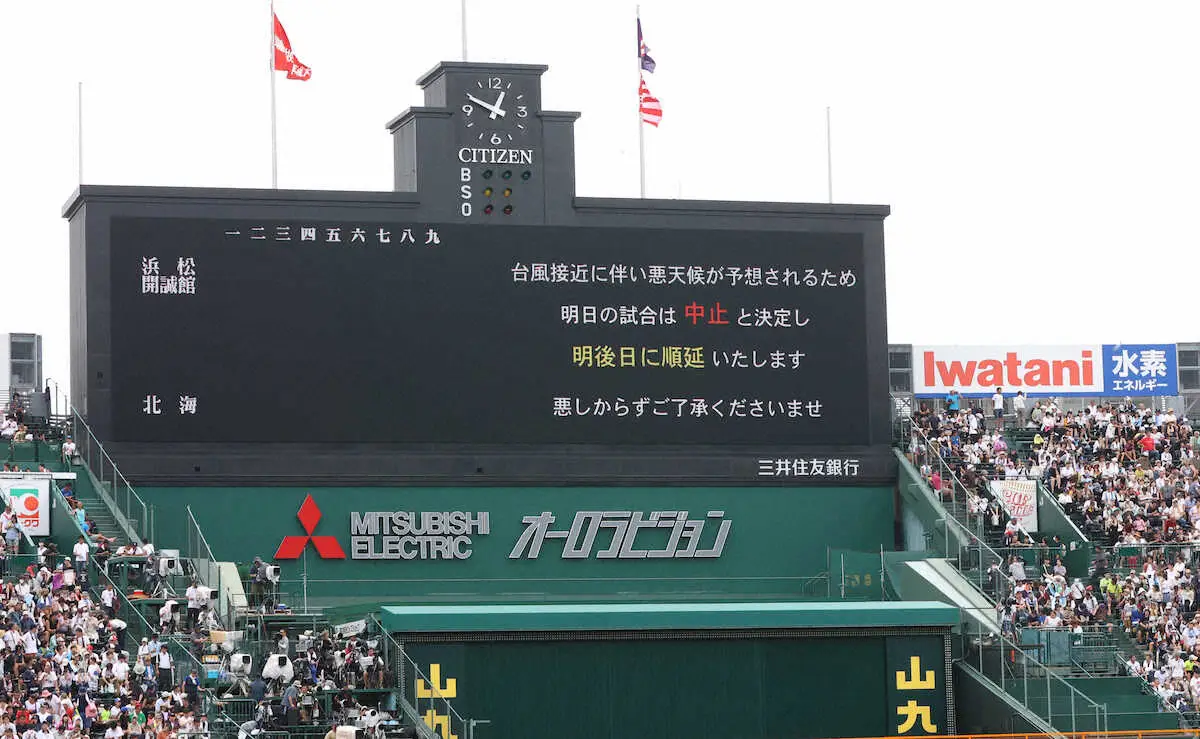 12
9 3
6
CITIZEN
B
S
O
一 二 三 四 五 六 七 八 九
浜 松
開誠館
北 海
台風接近に伴い悪天候が予想されるため
明日の試合は 中止 と決定し
明後日に順延 いたします
悪しからずご了承くださいませ
三井住友銀行
Iwatani
水素
エネルギー
MITSUBISHI
ELECTRIC
オーロラビジョン
山
九
山
九